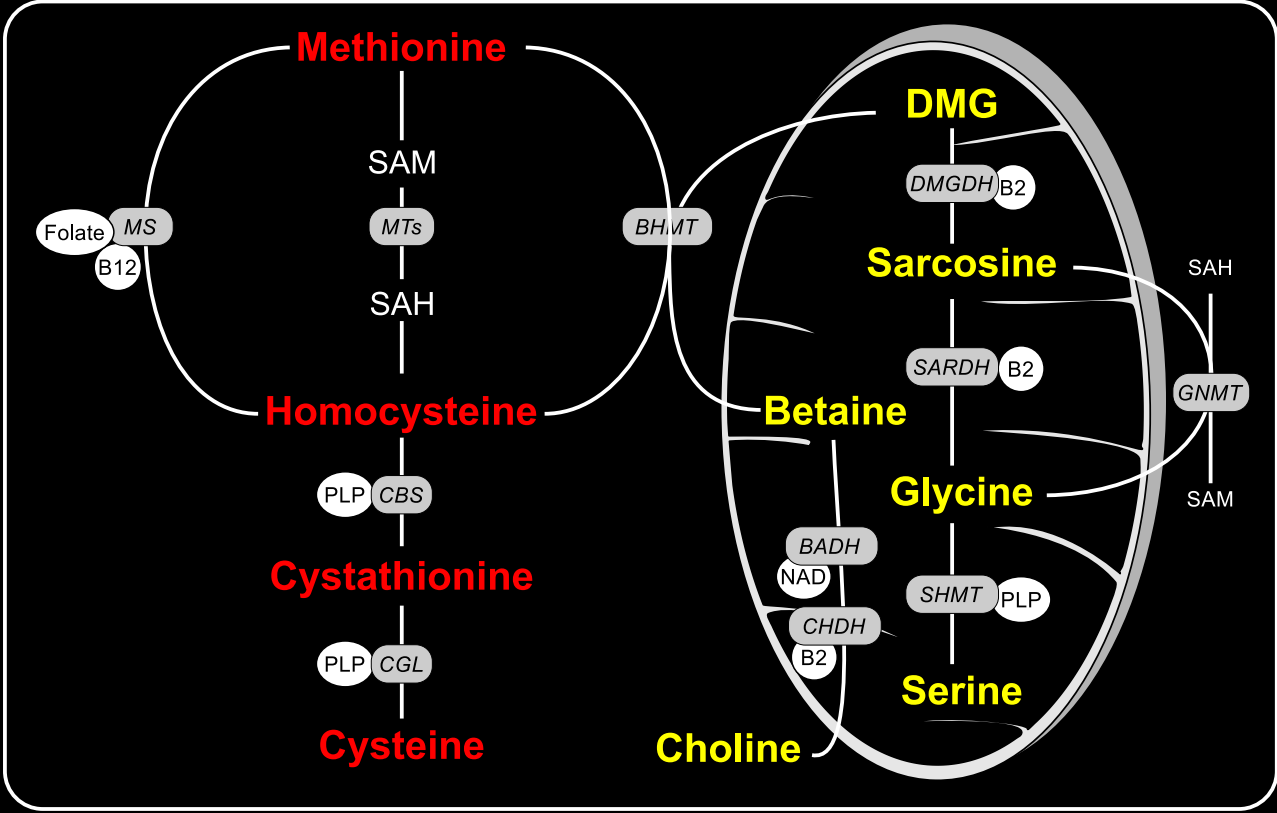 Methionine
SAM
MTs
SAH
Homocysteine
Folate
MS
B12
BHMT
PLP
CBS
Cystathionine
PLP
CGL
Cysteine
DMG
DMGDH
B2
Sarcosine
SARDH
B2
Betaine
Glycine
BADH
NAD
CHDH
B2
Choline
SHMT
PLP
Serine
SAH
GNMT
SAM